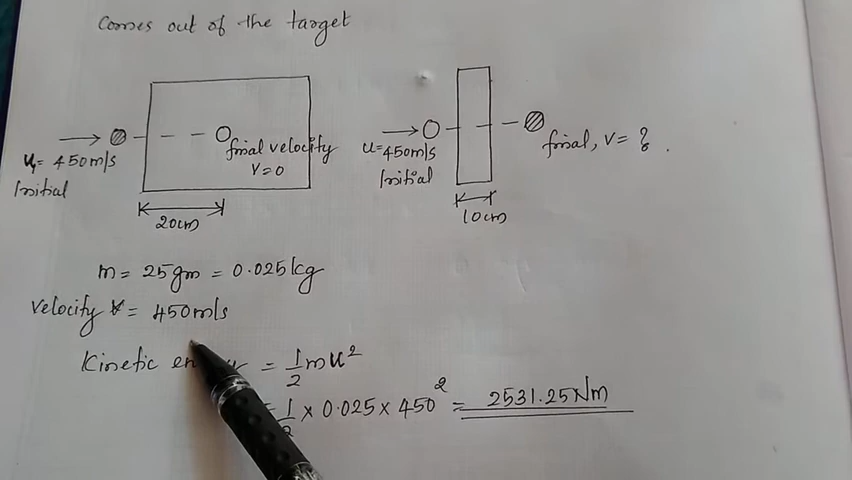 Comes out of the target
u = 450m/s
Initial
final velocity
V=0
20cm
u=450m/s
Initial
final, v = ?
10cm
m = 25gm = 0.025kg
Velocity = 450m/s
Kinetic = 1/2 mu²
= 1/2 × 0.025 × 450² = 2531.25Nm